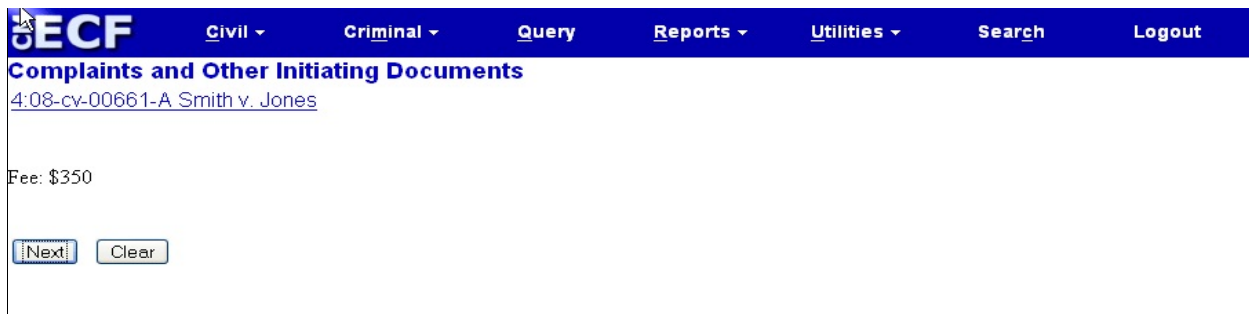 CM ECF Civil Criminal Query Reports Utilities Search Logout
Complaints and Other Initiating Documents
4:08-cv-00661-A Smith v. Jones
Fee: $350
Next Clear